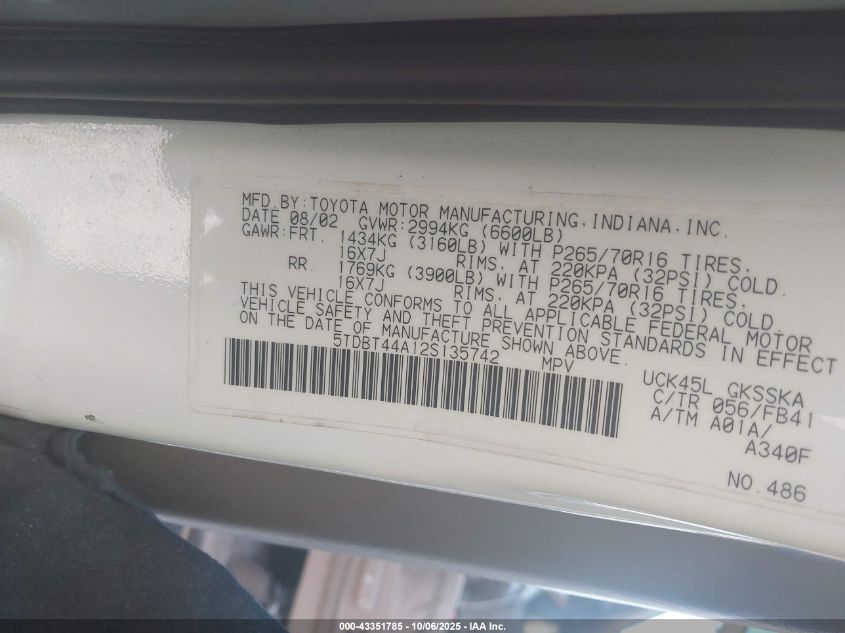 MFD. BY: TOYOTA MOTOR MANUFACTURING, INDIANA, INC.
DATE 08/02 GVWR: 2994KG (6600LB)
GAWR: FRT. 1434KG (3160LB) WITH P265/70R16 TIRES.
16X7J RIMS. AT 220KPA (32PSI) COLD.
RR. 1769KG (3900LB) WITH P265/70R16 TIRES.
16X7J RIMS. AT 220KPA (32PSI) COLD.
THIS VEHICLE CONFORMS TO ALL APPLICABLE FEDERAL MOTOR
VEHICLE SAFETY AND THEFT PREVENTION STANDARDS IN EFFECT
ON THE DATE OF MANUFACTURE SHOWN ABOVE.
5TDBT44A12S135742 MPV
UCK45L GKSSKA
C/TR 056/FB41
A/TM A01A/
A340F
NO. 486
000-43351785 - 10/06/2025 - IAA Inc.